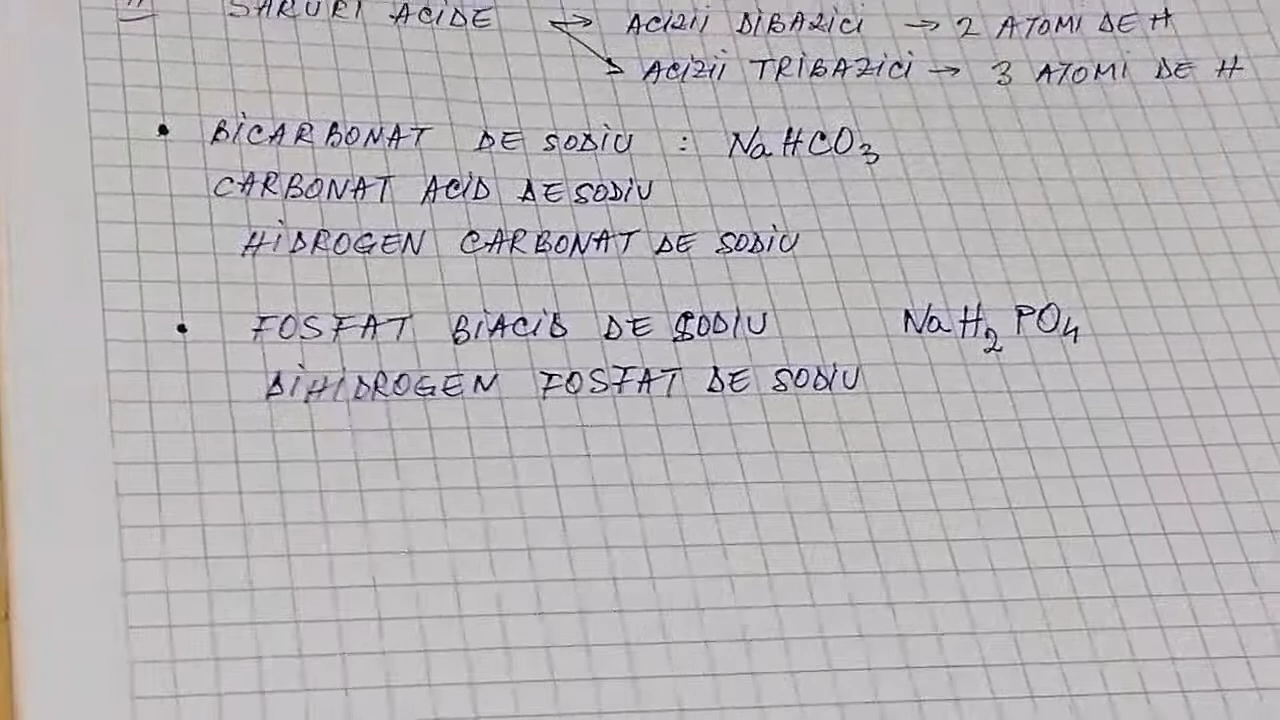 SĂRURI ACIDE → ACIZII DIBAZICI → 2 ATOMI DE H
→ ACIZII TRIBAZICI → 3 ATOMI DE H
• BICARBONAT DE SODIU : NaHCO₃
CARBONAT ACID DE SODIU
HIDROGEN CARBONAT DE SODIU
• FOSFAT BIACID DE SODIU NaH₂PO₄
DIHIDROGEN FOSFAT DE SODIU